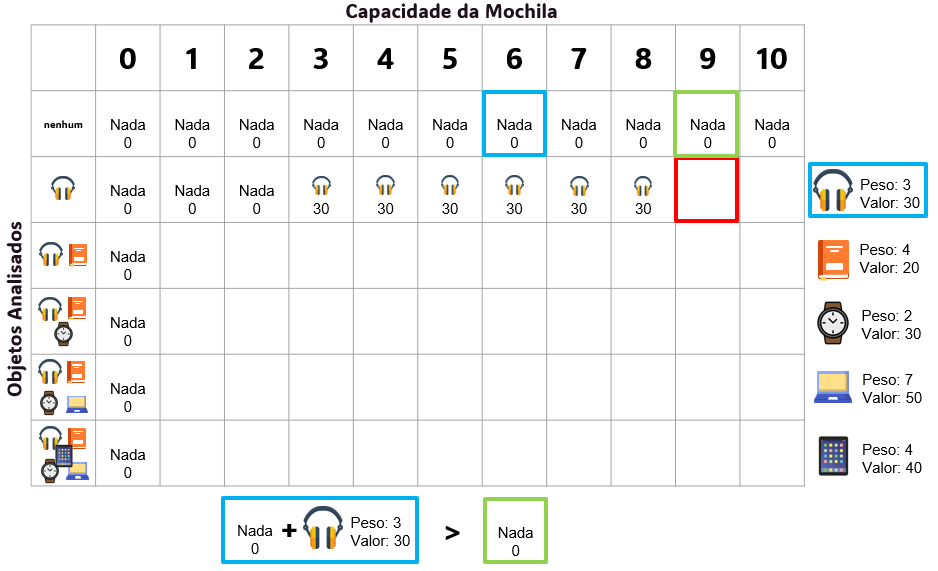 Capacidade da Mochila
0 1 2 3 4 5 6 7 8 9 10
nenhum
Nada Nada Nada Nada Nada Nada Nada Nada Nada Nada Nada
0 0 0 0 0 0 0 0 0 0 0
Nada Nada Nada
0 0 0 30 30 30 30 30 30
Peso: 3
Valor: 30
Objetos Analisados
Nada
0
Peso: 4
Valor: 20
Nada
0
Peso: 2
Valor: 30
Nada
0
Peso: 7
Valor: 50
Nada
0
Peso: 4
Valor: 40
Nada
0
+
Peso: 3
Valor: 30
>
Nada
0